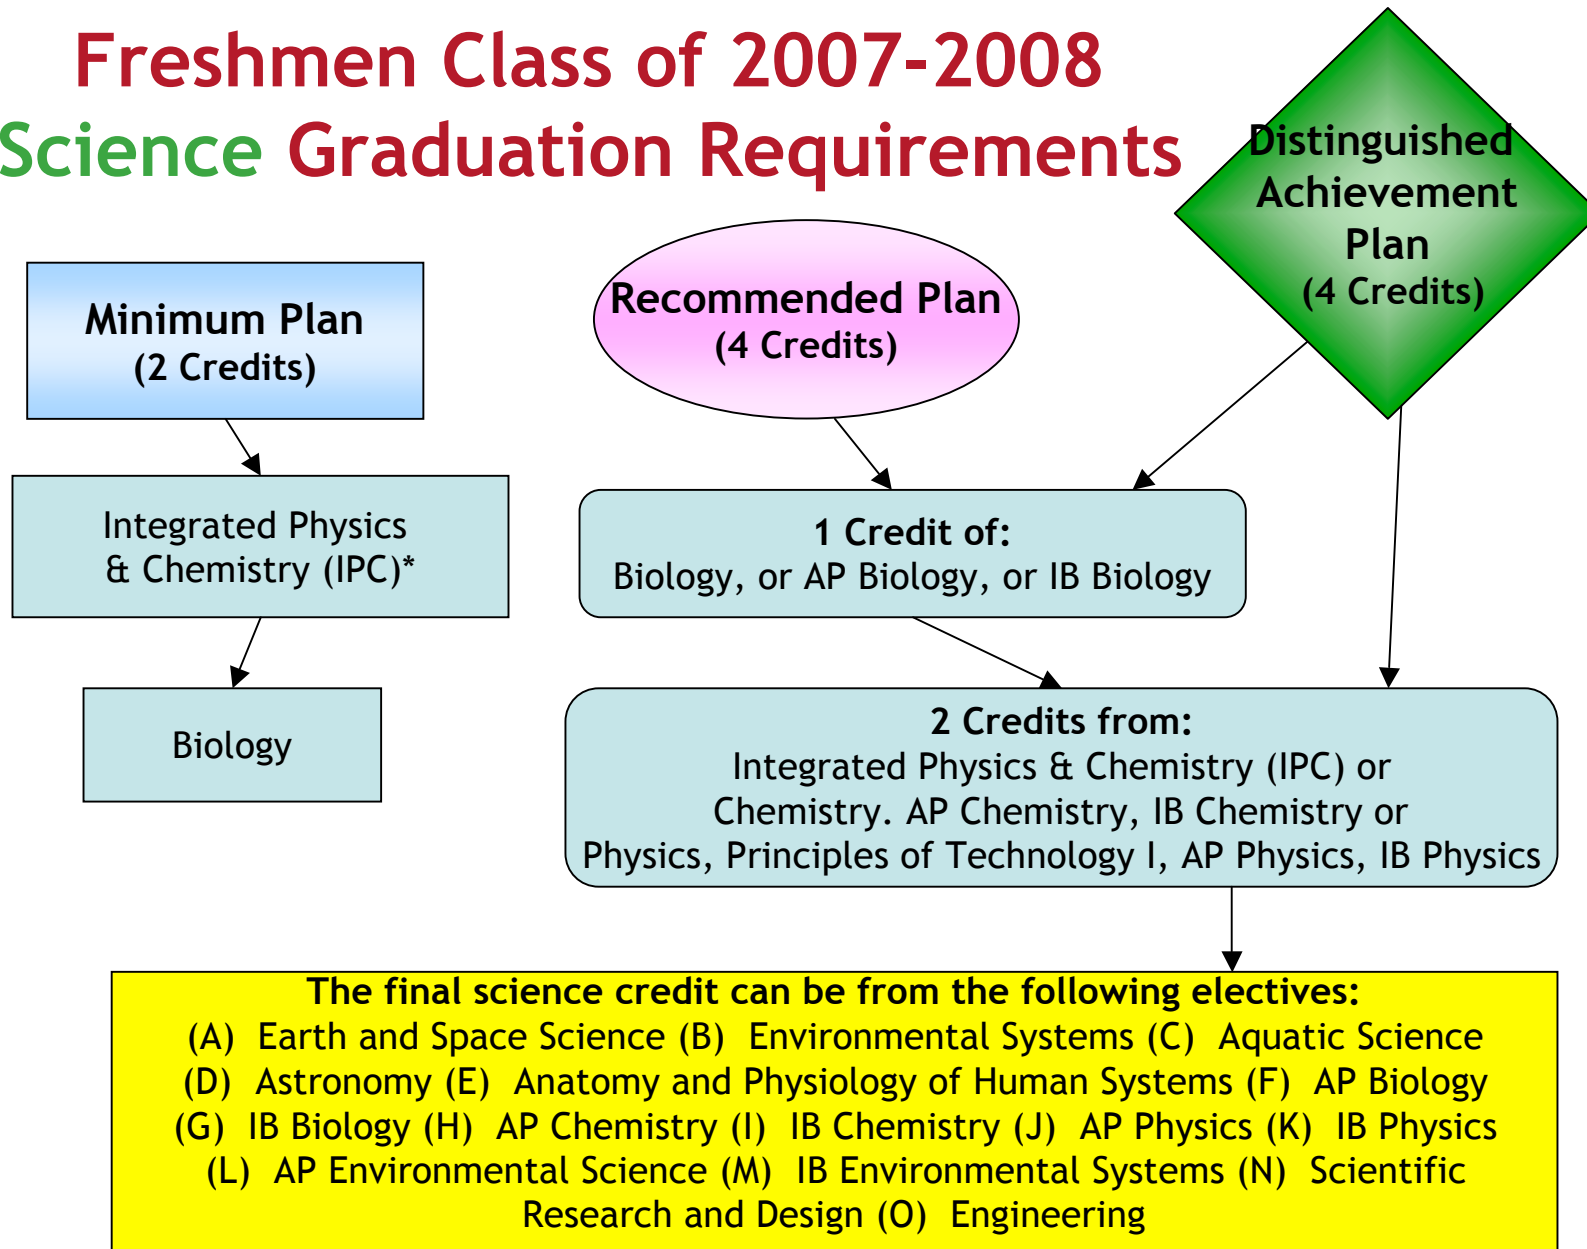 Freshmen Class of 2007-2008
Science Graduation Requirements
Distinguished
Achievement
Plan
(4 Credits)
Minimum Plan
(2 Credits)
Recommended Plan
(4 Credits)
Integrated Physics
& Chemistry (IPC)*
1 Credit of:
Biology, or AP Biology, or IB Biology
Biology
2 Credits from:
Integrated Physics & Chemistry (IPC) or
Chemistry. AP Chemistry, IB Chemistry or
Physics, Principles of Technology I, AP Physics, IB Physics
The final science credit can be from the following electives:
(A) Earth and Space Science (B) Environmental Systems (C) Aquatic Science
(D) Astronomy (E) Anatomy and Physiology of Human Systems (F) AP Biology
(G) IB Biology (H) AP Chemistry (I) IB Chemistry (J) AP Physics (K) IB Physics
(L) AP Environmental Science (M) IB Environmental Systems (N) Scientific
Research and Design (O) Engineering